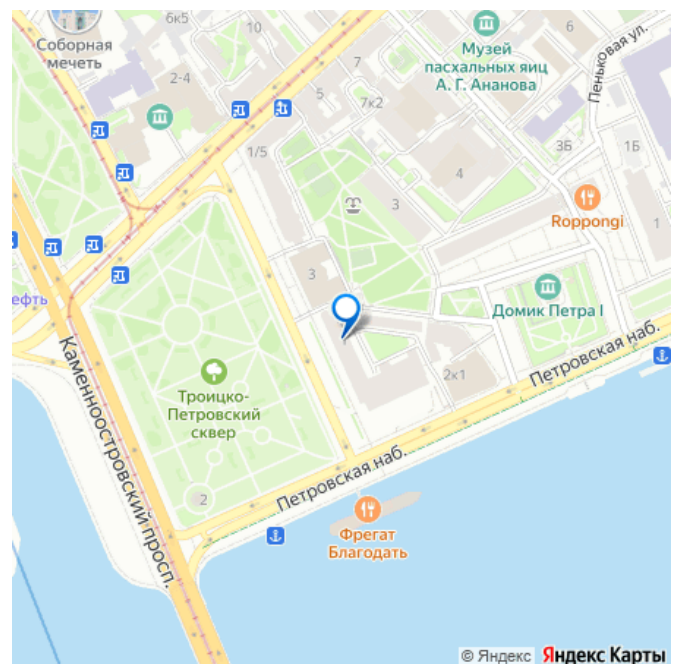 6к5
10
6
Соборная
мечеть
2-4
7
5
7к2
Музей
пасхальных яиц
А. Г. Ананова
Пеньковая ул.
1/5
3Б
1Б
4
3
Roppongi
1
3
Домик Петра I
ефть
Петровская наб.
2к1
Троицко-
Петровский
сквер
Каменноостровский просп.
2
Петровская наб.
Фрегат
Благодать
© Яндекс Яндекс Карты